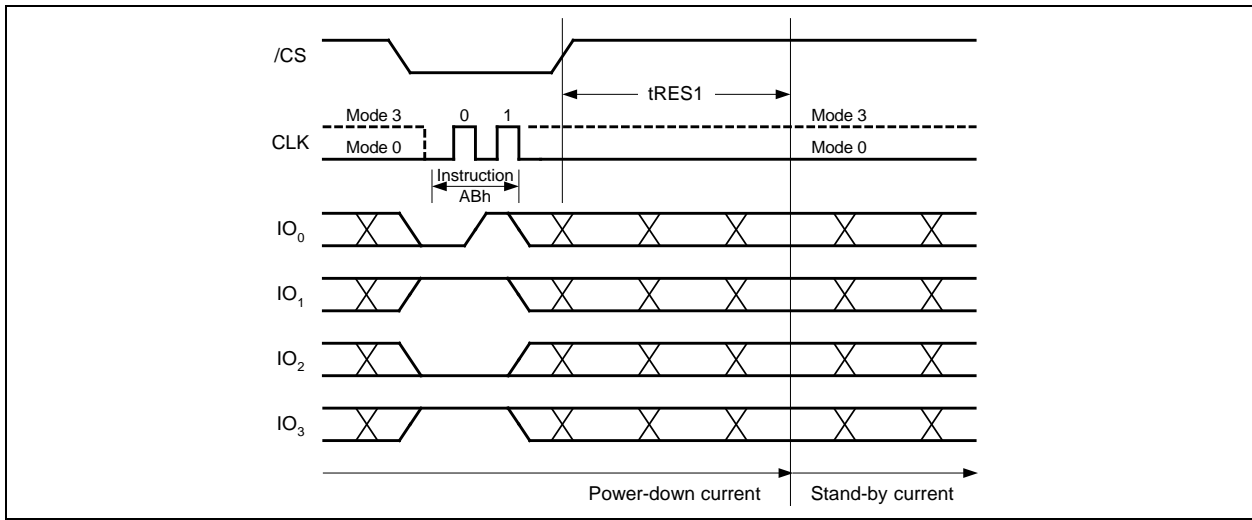 /CS
tRES1
Mode 3 0 1 Mode 3
CLK
Mode 0 Mode 0
Instruction
ABh
IO0
IO1
IO2
IO3
Power-down current Stand-by current